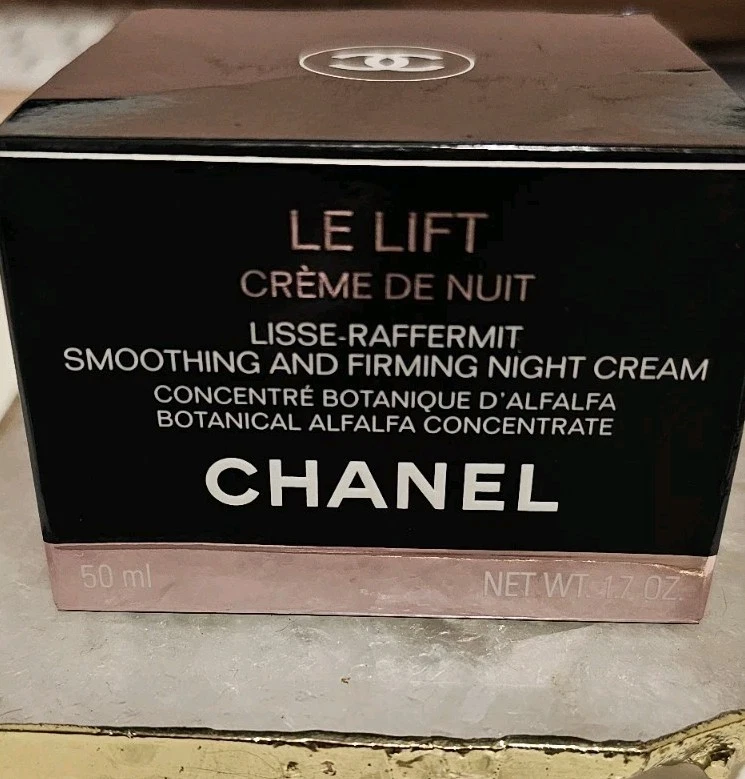 LE LIFT
CRÈME DE NUIT
LISSE-RAFFERMIT
SMOOTHING AND FIRMING NIGHT CREAM
CONCENTRÉ BOTANIQUE D'ALFALFA
BOTANICAL ALFALFA CONCENTRATE
CHANEL
50 ml NET WT. 1.7 OZ.